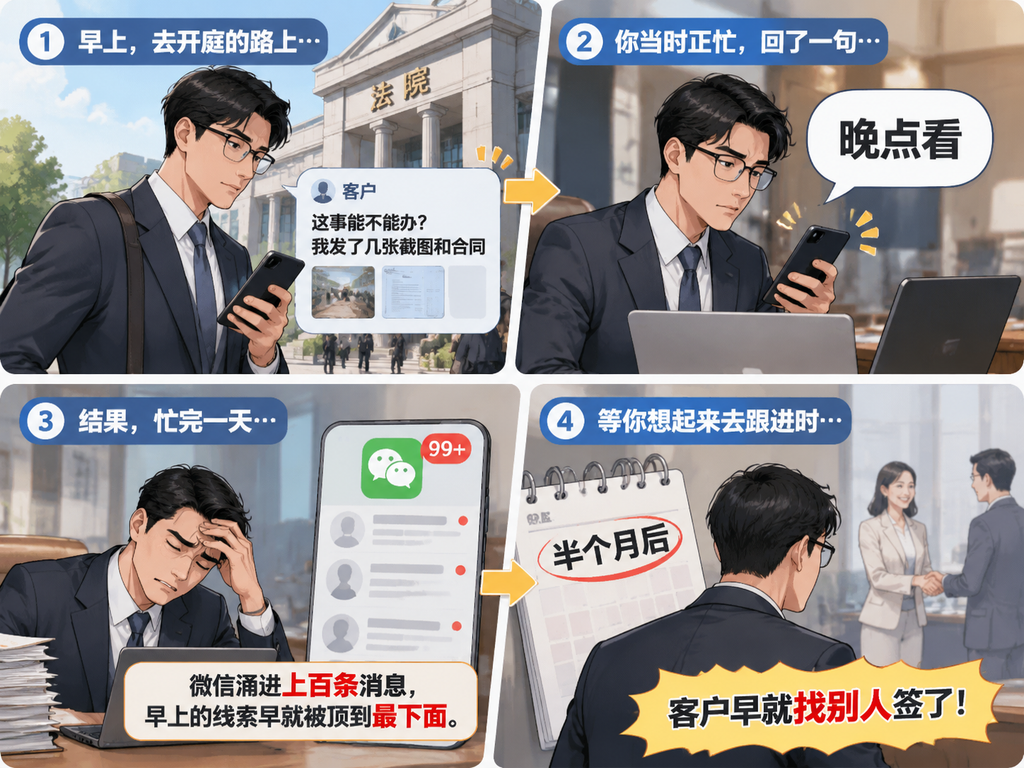 1 早上，去开庭的路上…
法院
客户
这事能不能办？
我发了几张截图和合同
2 你当时正忙，回了一句…
晚点看
3 结果，忙完一天…
99+
微信涌进上百条消息，
早上的线索早就被顶到最下面。
4 等你想起来去跟进时…
半个月后
客户早就找别人签了！